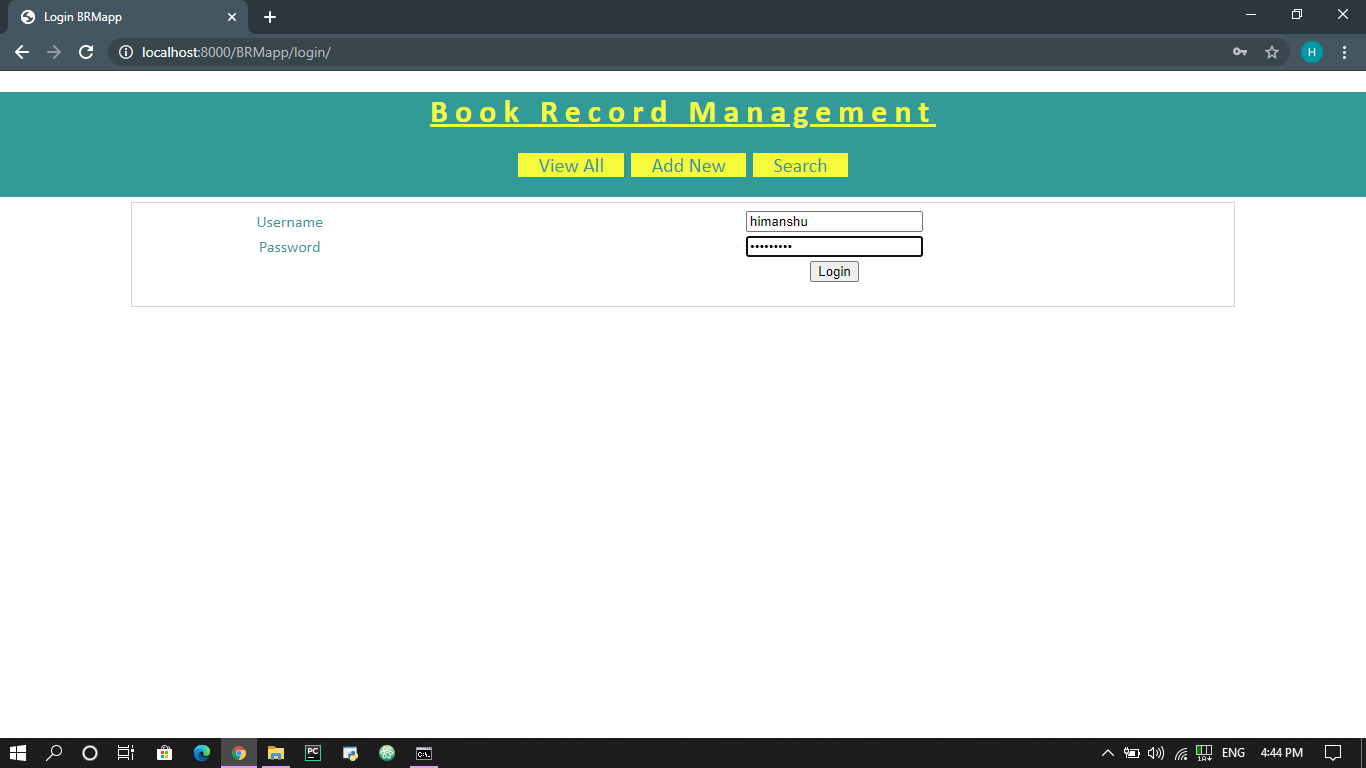 Login BRMapp
localhost:8000/BRMapp/login/
H
Book Record Management
View All Add New Search
Username himanshu
Password •••••••••
Login
PC
C:\.
ENG 4:44 PM